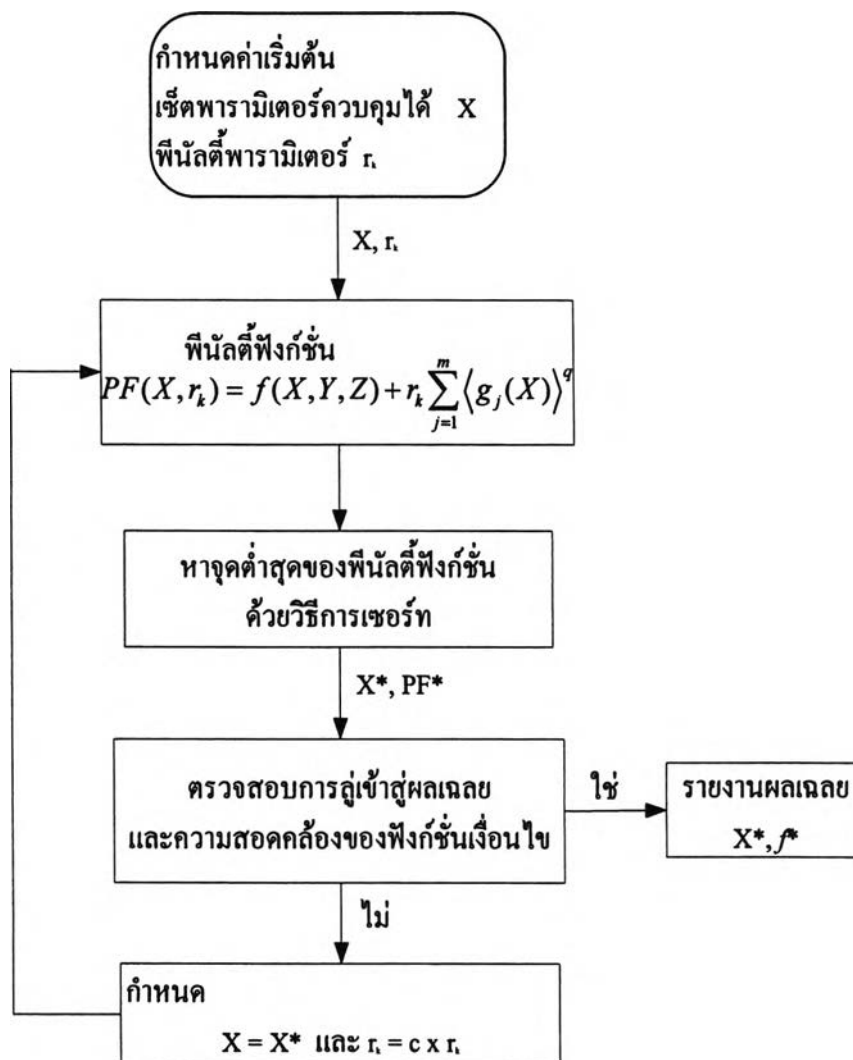 กำหนดค่าเริ่มต้น
เซ็ตพารามิเตอร์ควบคุมได้ X
พีนัลตี้พารามิเตอร์ rₖ
X, rₖ
พีนัลตี้ฟังก์ชั่น
PF(X,rₖ) = f(X,Y,Z) + rₖ ∑_{j=1}^{m} ⟨g_j(X)⟩^q
หาจุดต่ำสุดของพีนัลตี้ฟังก์ชั่น
ด้วยวิธีการเซอร์ท
X*, PF*
ตรวจสอบการลู่เข้าสู่ผลเฉลย
และความสอดคล้องของฟังก์ชั่นเงื่อนไข
ใช่
รายงานผลเฉลย
X*, f*
ไม่
กำหนด
X = X* และ rₖ = c x rₖ